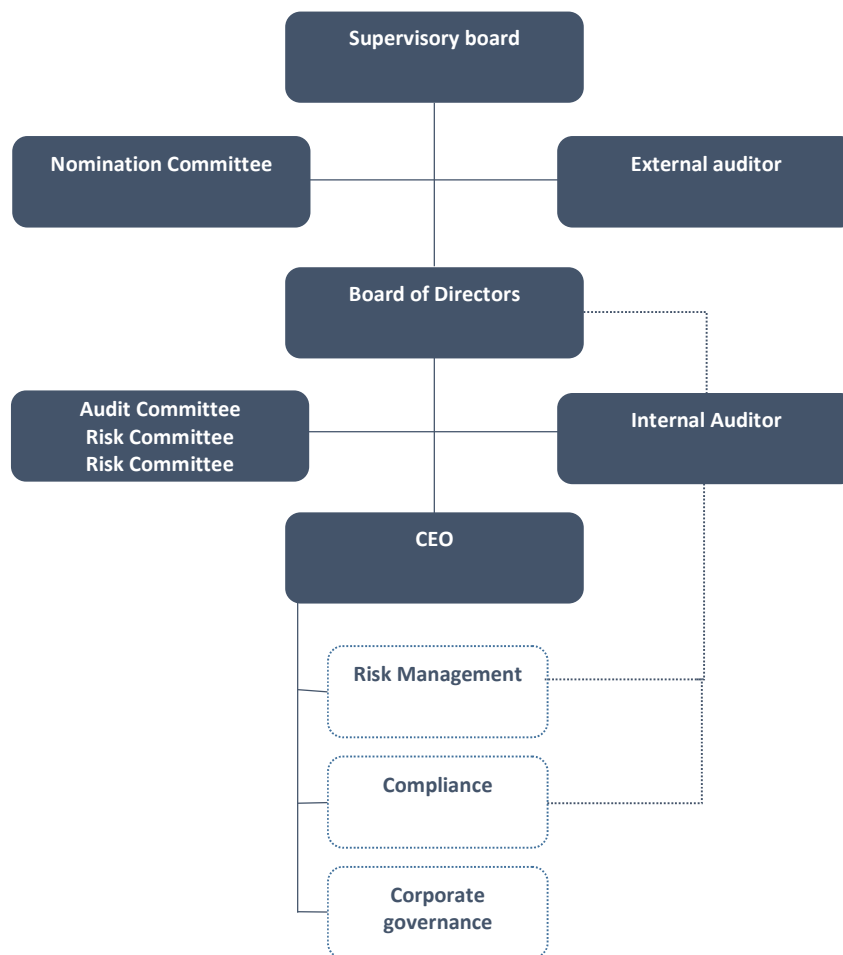 Supervisory board
Nomination Committee
External auditor
Board of Directors
Audit Committee
Risk Committee
Risk Committee
Internal Auditor
CEO
Risk Management
Compliance
Corporate
governance